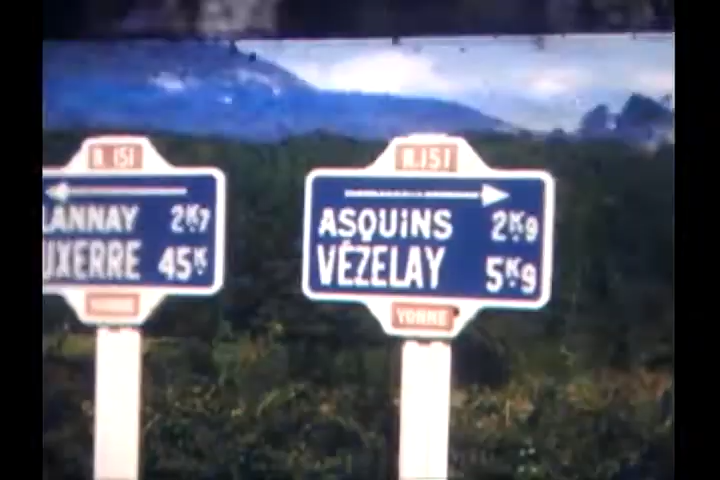 N.151
LANNAY 2K7
UXERRE 45K
YONNE
N.151
ASQUiNS 2K9
VÉZELAY 5K9
YONNE